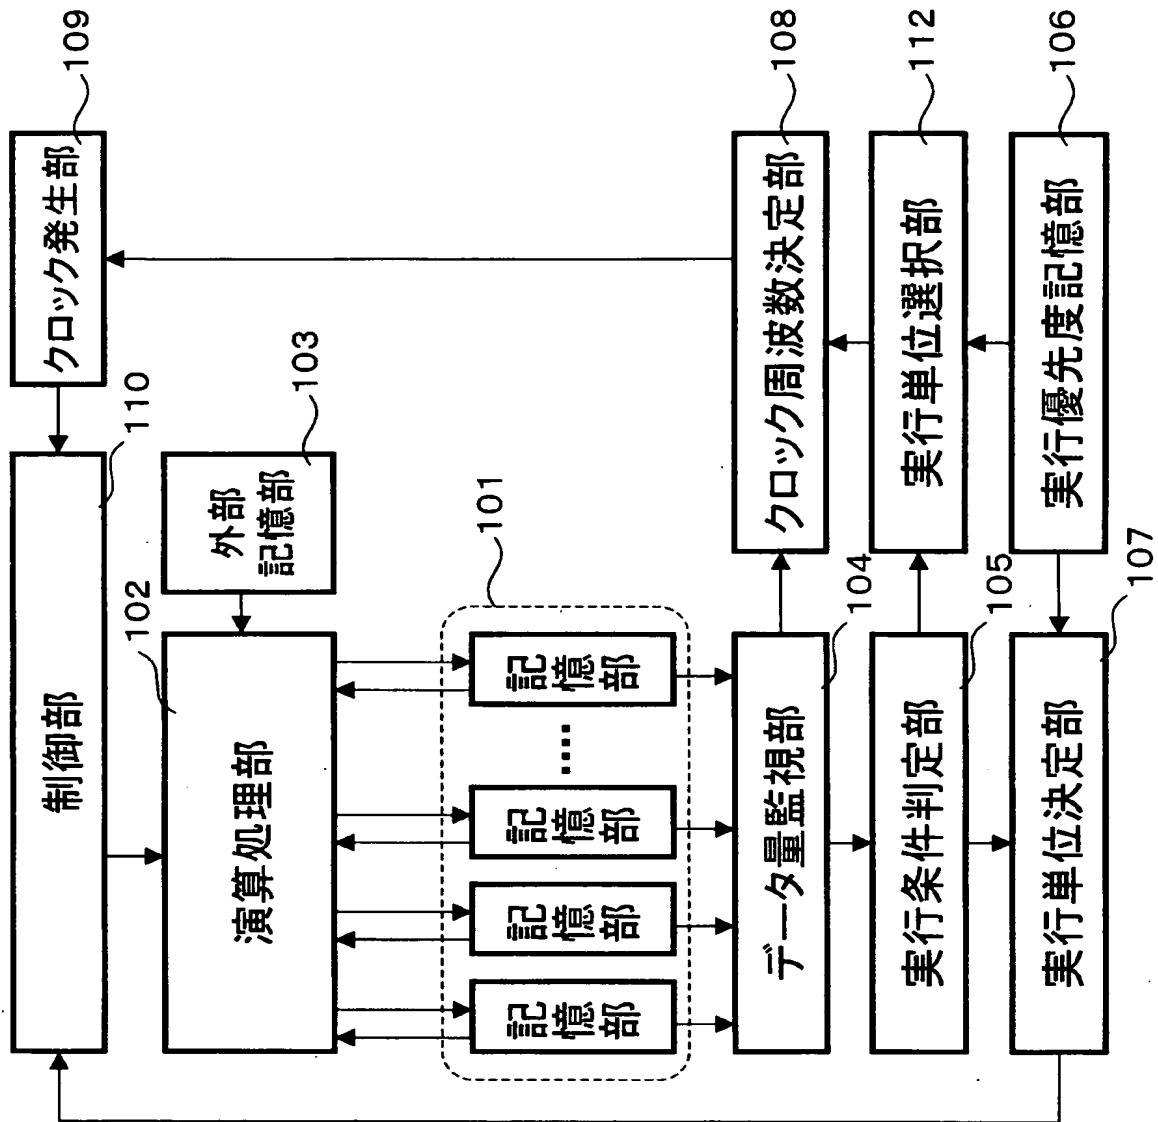 制御部
110
クロック発生部
109
102
演算処理部
外部
記憶部
103
101
記憶部
記憶部
記憶部
....
記憶部
データ量監視部
104
クロック周波数決定部
108
実行条件判定部
105
実行単位選択部
112
実行単位決定部
107
実行優先度記憶部
106